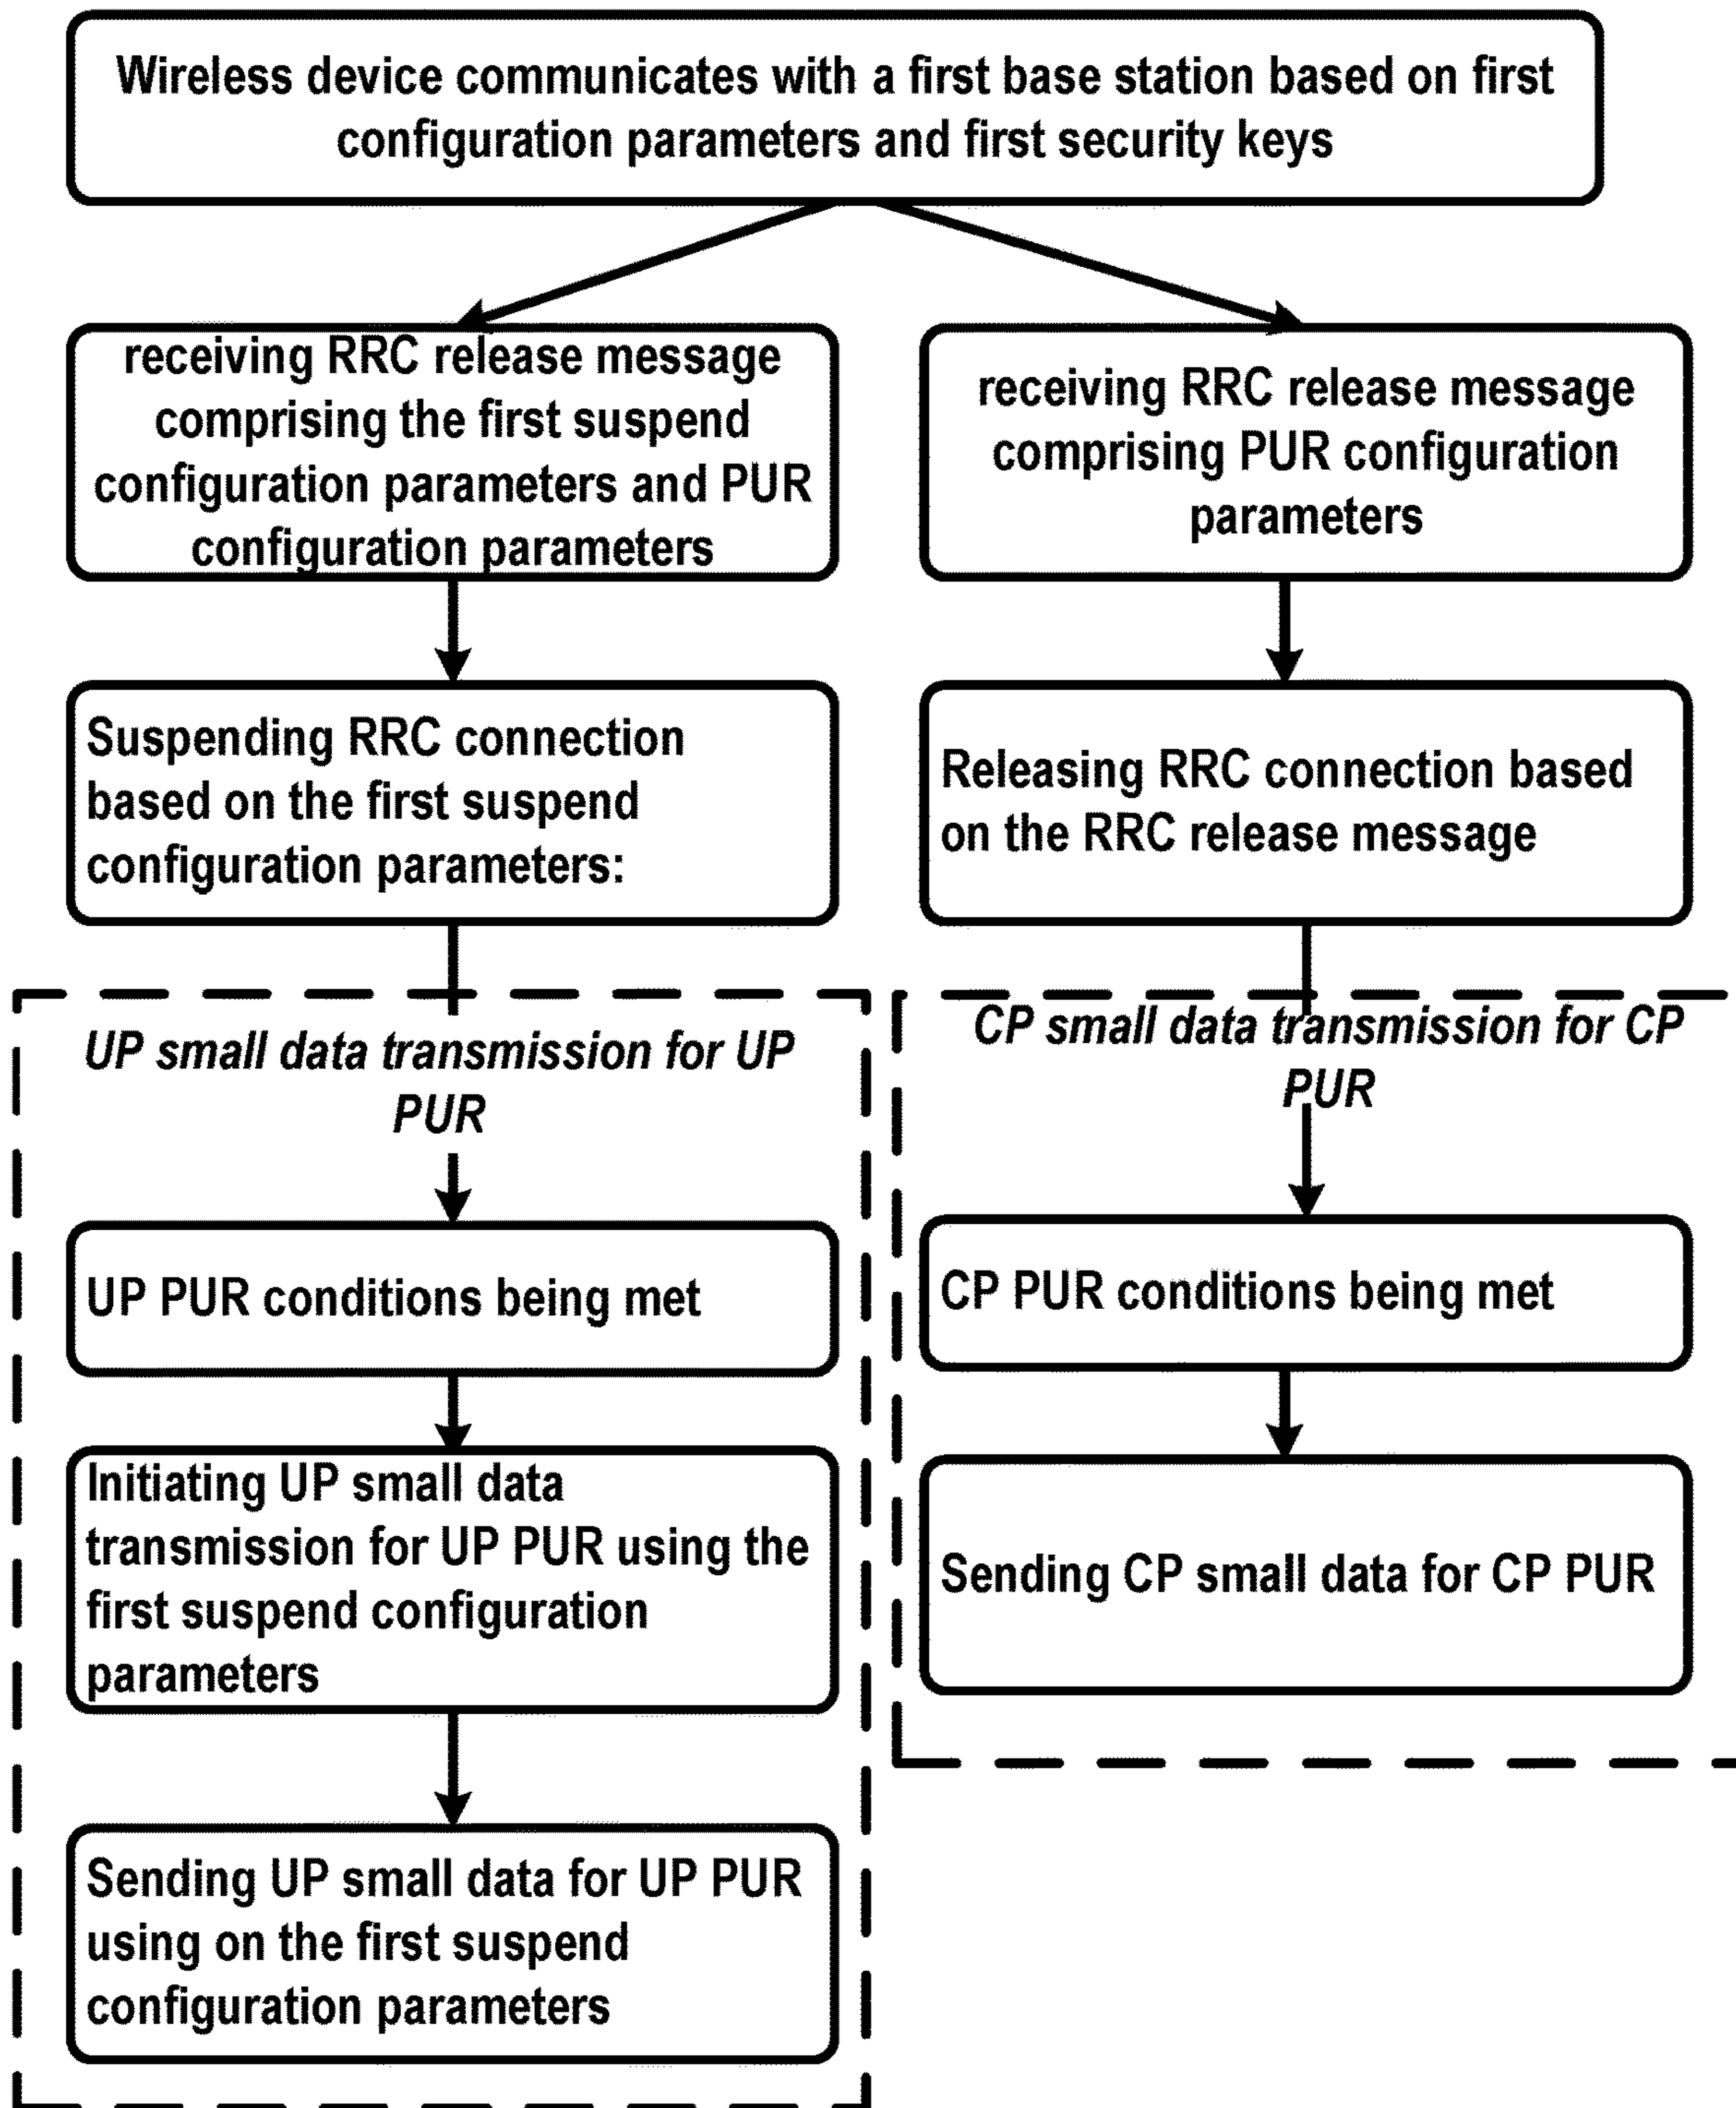 Wireless device communicates with a first base station based on first
configuration parameters and first security keys
receiving RRC release message
comprising the first suspend
configuration parameters and PUR
configuration parameters
Suspending RRC connection
based on the first suspend
configuration parameters:
UP small data transmission for UP
PUR
UP PUR conditions being met
Initiating UP small data
transmission for UP PUR using the
first suspend configuration
parameters
Sending UP small data for UP PUR
using on the first suspend
configuration parameters
receiving RRC release message
comprising PUR configuration
parameters
Releasing RRC connection based
on the RRC release message
CP small data transmission for CP
PUR
CP PUR conditions being met
Sending CP small data for CP PUR